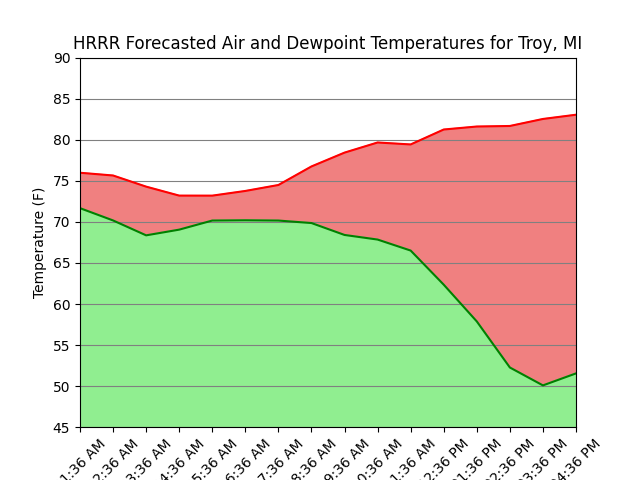 HRRR Forecasted Air and Dewpoint Temperatures for Troy, MI
Temperature (F)
90
85
80
75
70
65
60
55
50
45
1:36 AM
2:36 AM
3:36 AM
4:36 AM
5:36 AM
6:36 AM
7:36 AM
8:36 AM
9:36 AM
0:36 AM
1:36 AM
2:36 PM
01:36 PM
02:36 PM
03:36 PM
04:36 PM